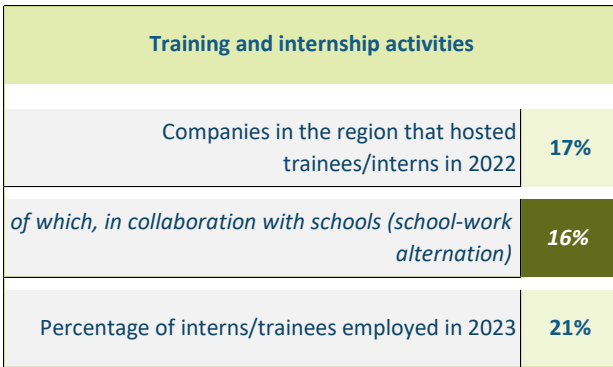 Training and internship activities
Companies in the region that hosted
trainees/interns in 2022
17%
of which, in collaboration with schools (school-work
alternation)
16%
Percentage of interns/trainees employed in 2023
21%